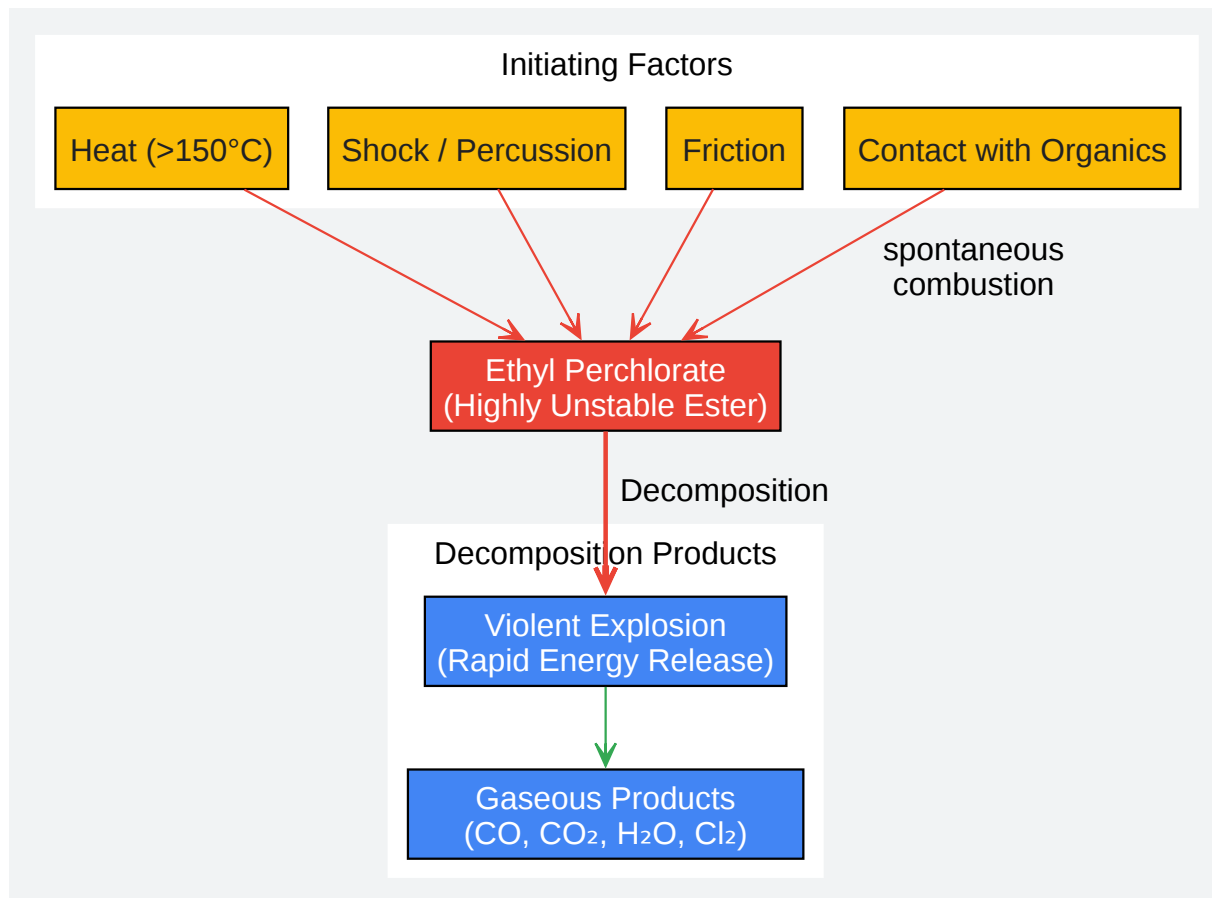 Initiating Factors
Heat (>150°C)
Shock / Percussion
Friction
Contact with Organics
spontaneous
combustion
Ethyl Perchlorate
(Highly Unstable Ester)
Decomposition
Decomposition Products
Violent Explosion
(Rapid Energy Release)
Gaseous Products
(CO, CO₂, H₂O, Cl₂)